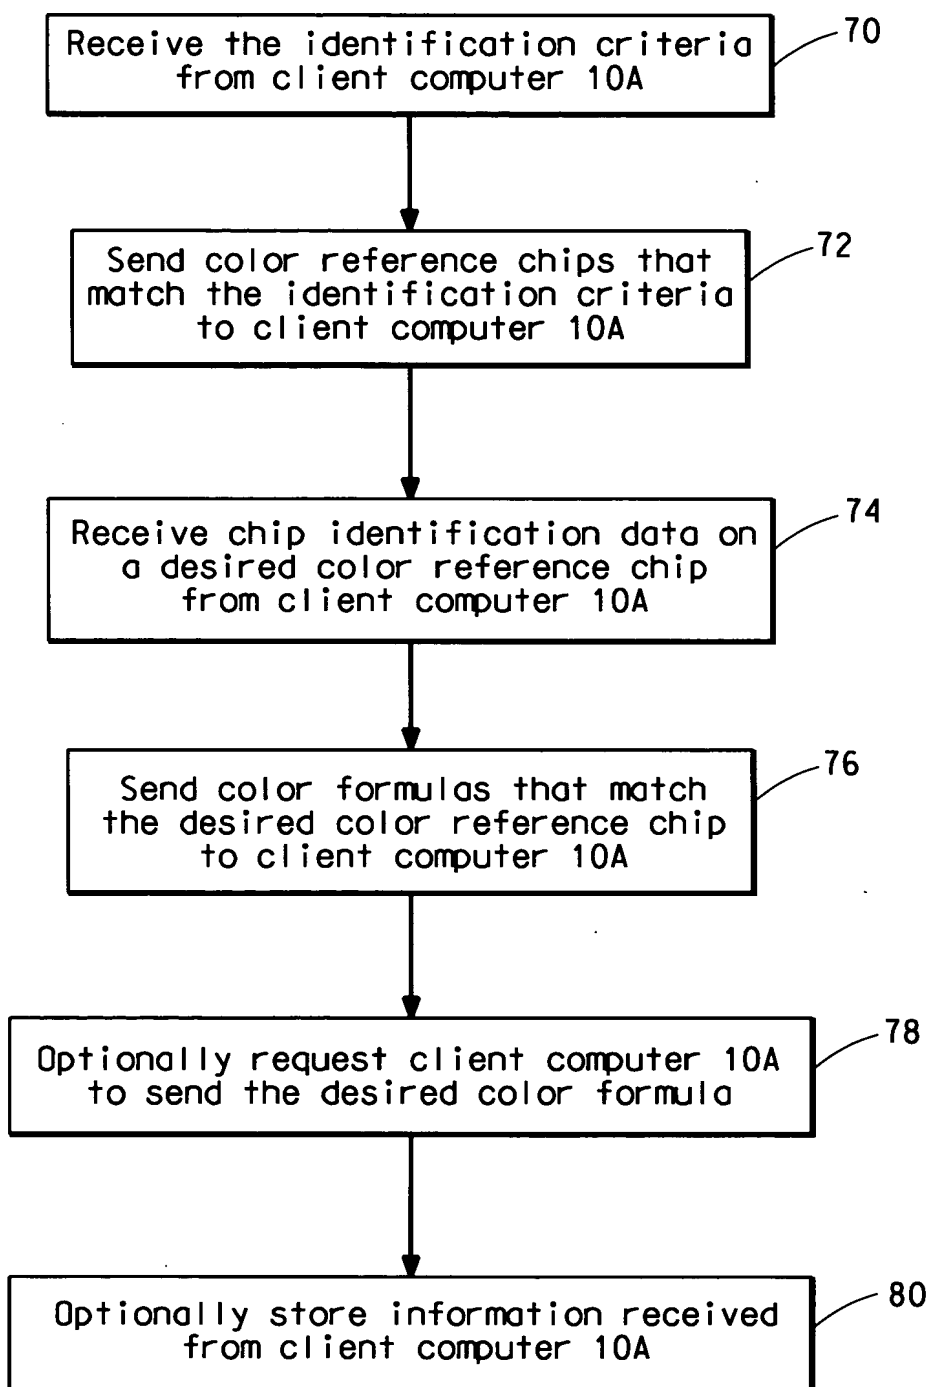 Receive the identification criteria
from client computer 10A
70
Send color reference chips that
match the identification criteria
to client computer 10A
72
Receive chip identification data on
a desired color reference chip
from client computer 10A
74
Send color formulas that match
the desired color reference chip
to client computer 10A
76
Optionally request client computer 10A
to send the desired color formula
78
Optionally store information received
from client computer 10A
80